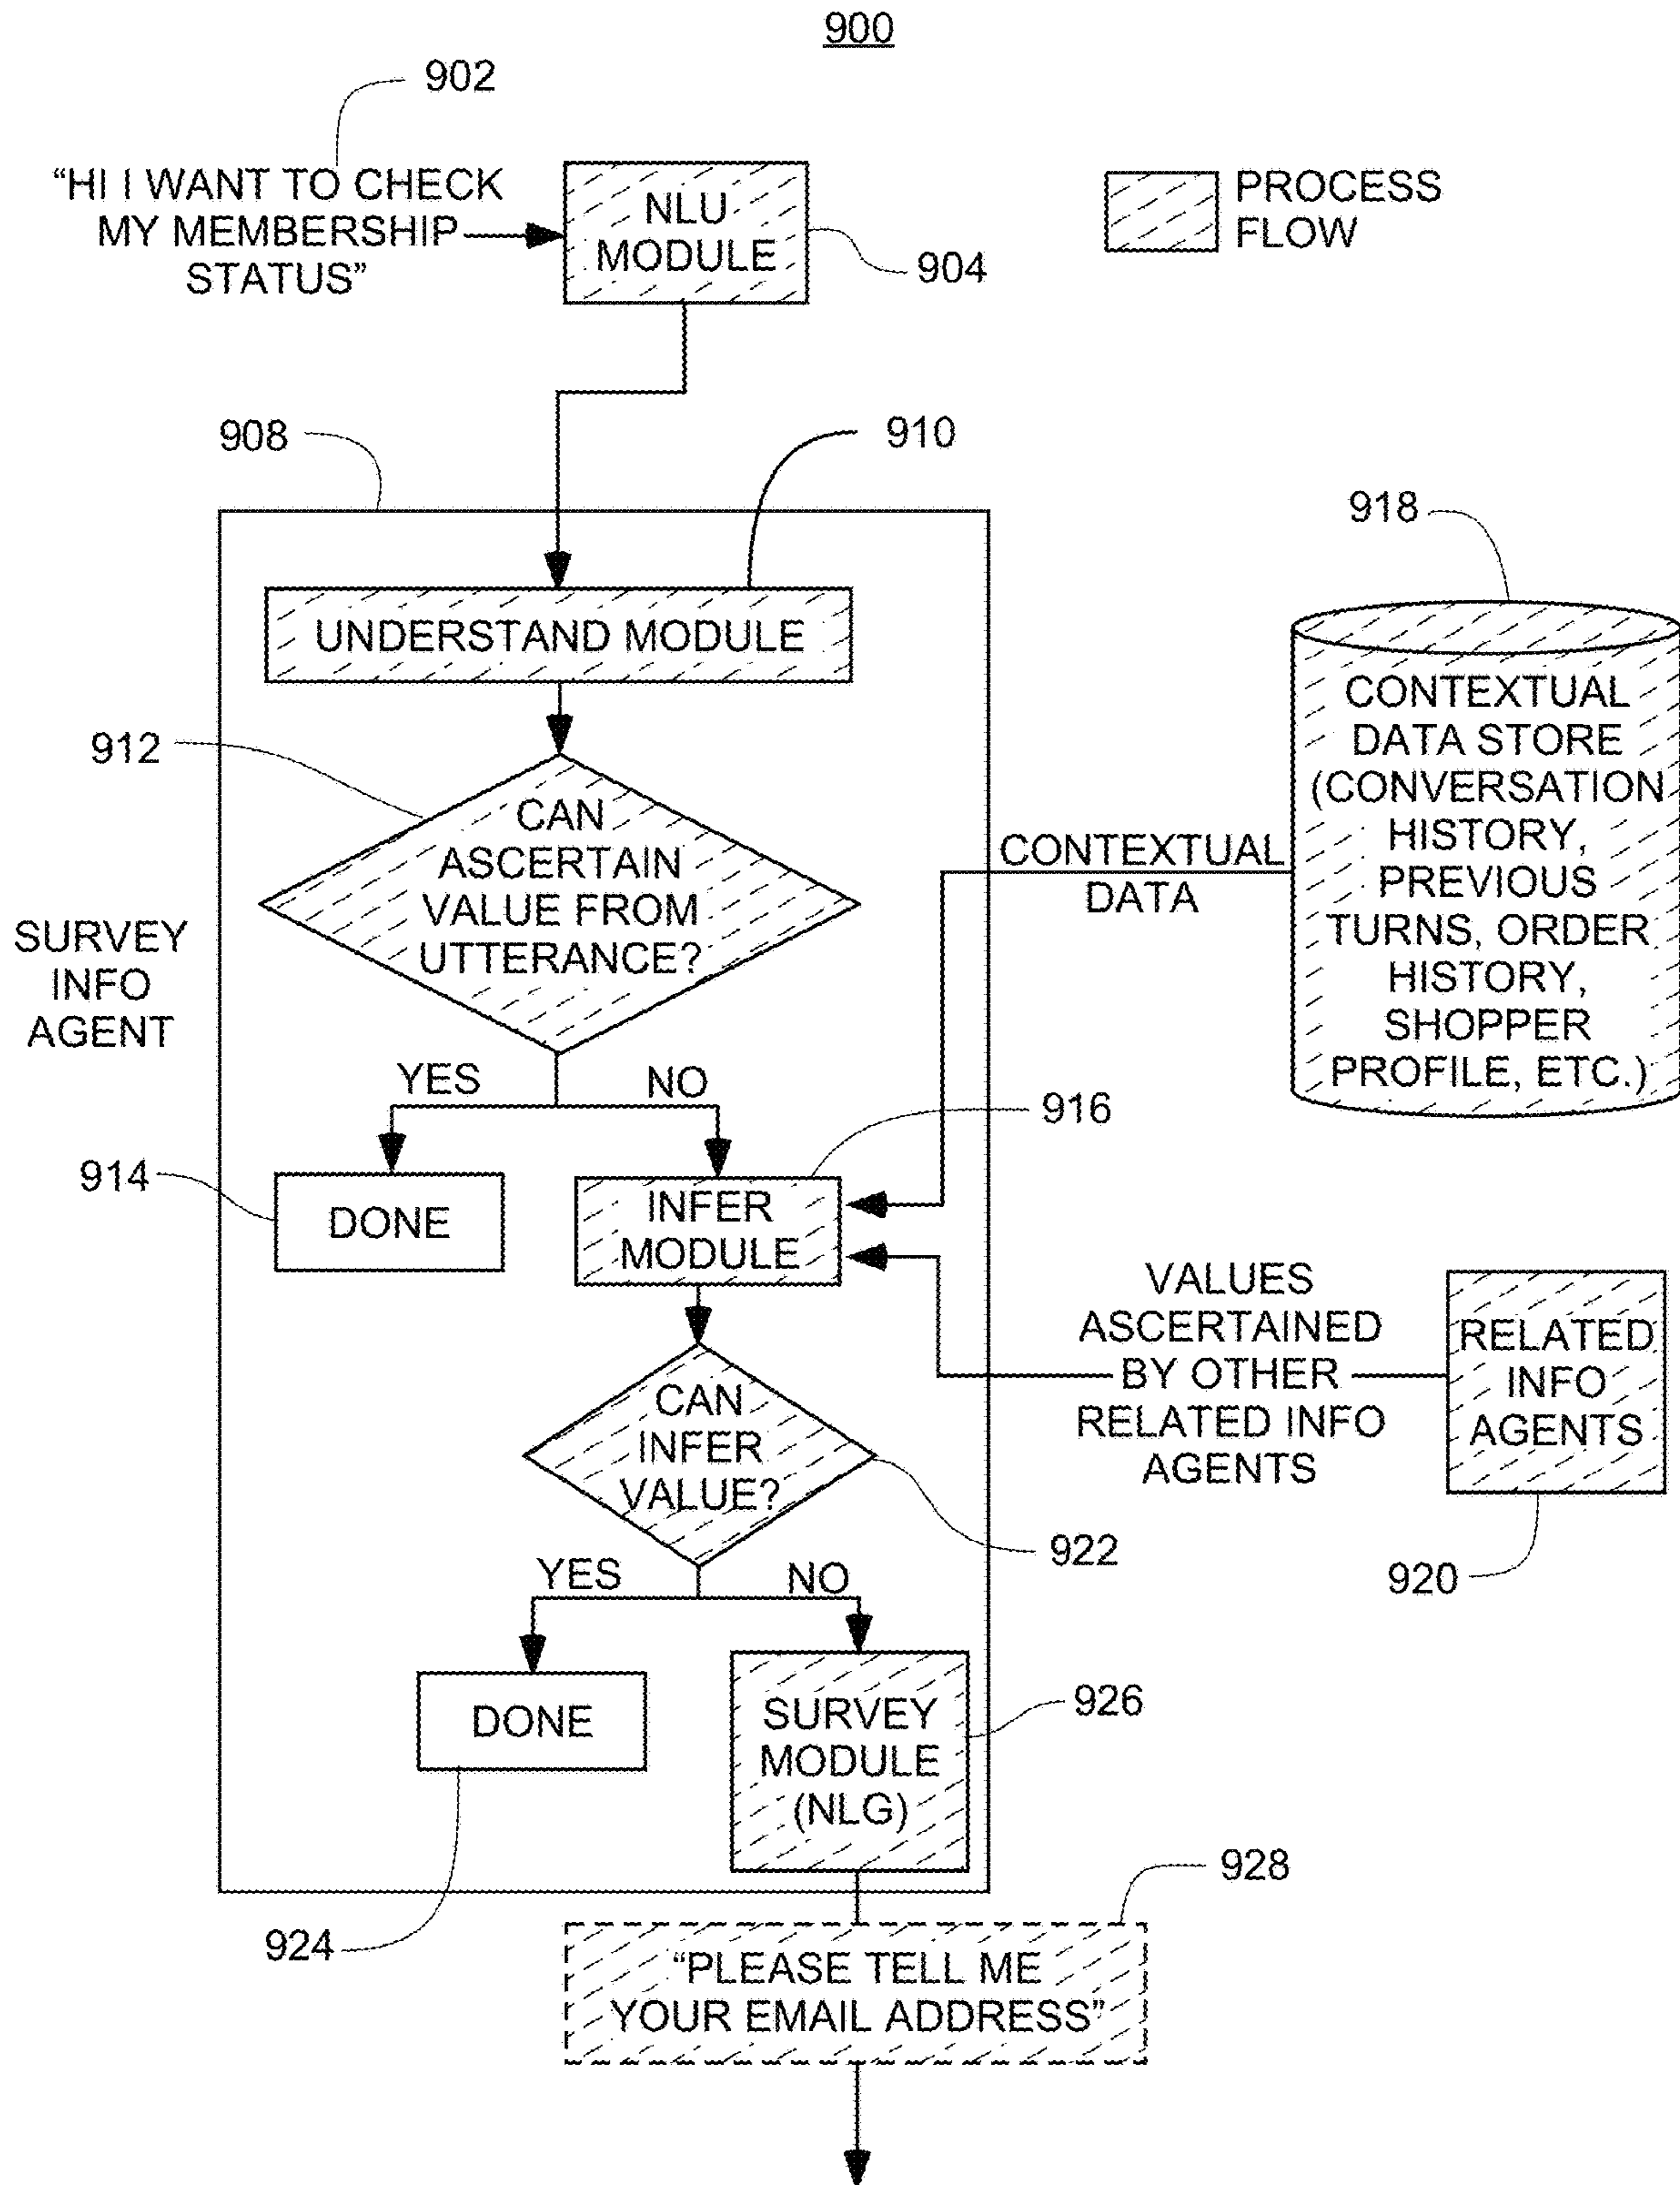 900
902
“HI I WANT TO CHECK
MY MEMBERSHIP
STATUS”
NLU
MODULE
904
PROCESS
FLOW
908
910
UNDERSTAND MODULE
912
CAN
ASCERTAIN
VALUE FROM
UTTERANCE?
SURVEY
INFO
AGENT
918
CONTEXTUAL
DATA STORE
(CONVERSATION
HISTORY,
PREVIOUS
TURNS, ORDER
HISTORY,
SHOPPER
PROFILE, ETC.)
CONTEXTUAL
DATA
YES
NO
916
914
DONE
INFER
MODULE
VALUES
ASCERTAINED
BY OTHER
RELATED INFO
AGENTS
RELATED
INFO
AGENTS
920
CAN
INFER
VALUE?
922
YES
NO
DONE
924
SURVEY
MODULE
(NLG)
926
928
“PLEASE TELL ME
YOUR EMAIL ADDRESS”